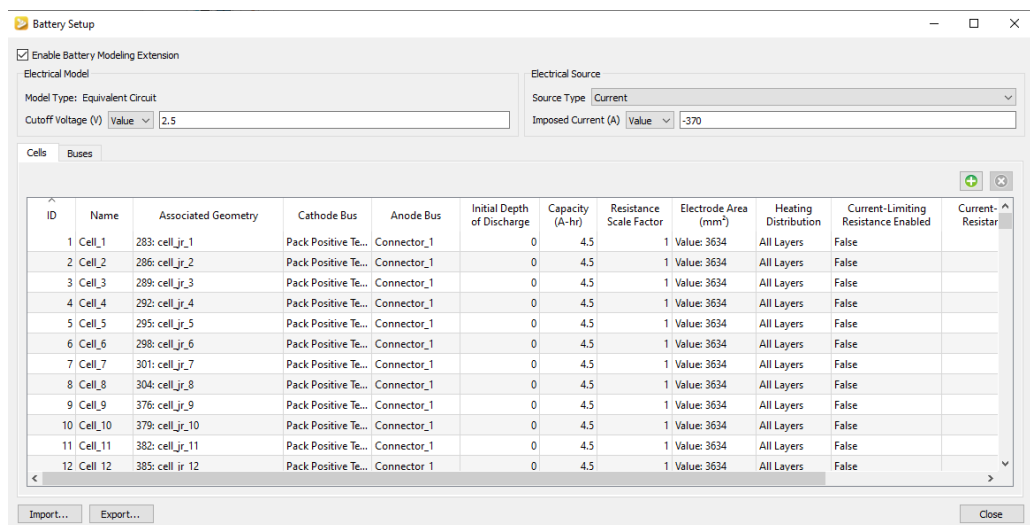 Battery Setup
Enable Battery Modeling Extension
Electrical Model
Electrical Source
Model Type: Equivalent Circuit
Source Type Current
Cutoff Voltage (V) Value 2.5
Imposed Current (A) Value -370
Cells Buses
ID Name Associated Geometry Cathode Bus Anode Bus Initial Depth of Discharge Capacity (A-hr) Resistance Scale Factor Electrode Area (mm²) Heating Distribution Current-Limiting Resistance Enabled Current- Resistar
1 Cell_1 283: cell_jr_1 Pack Positive Te... Connector_1 0 4.5 1 Value: 3634 All Layers False
2 Cell_2 286: cell_jr_2 Pack Positive Te... Connector_1 0 4.5 1 Value: 3634 All Layers False
3 Cell_3 289: cell_jr_3 Pack Positive Te... Connector_1 0 4.5 1 Value: 3634 All Layers False
4 Cell_4 292: cell_jr_4 Pack Positive Te... Connector_1 0 4.5 1 Value: 3634 All Layers False
5 Cell_5 295: cell_jr_5 Pack Positive Te... Connector_1 0 4.5 1 Value: 3634 All Layers False
6 Cell_6 298: cell_jr_6 Pack Positive Te... Connector_1 0 4.5 1 Value: 3634 All Layers False
7 Cell_7 301: cell_jr_7 Pack Positive Te... Connector_1 0 4.5 1 Value: 3634 All Layers False
8 Cell_8 304: cell_jr_8 Pack Positive Te... Connector_1 0 4.5 1 Value: 3634 All Layers False
9 Cell_9 376: cell_jr_9 Pack Positive Te... Connector_1 0 4.5 1 Value: 3634 All Layers False
10 Cell_10 379: cell_jr_10 Pack Positive Te... Connector_1 0 4.5 1 Value: 3634 All Layers False
11 Cell_11 382: cell_jr_11 Pack Positive Te... Connector_1 0 4.5 1 Value: 3634 All Layers False
12 Cell_12 385: cell_jr_12 Pack Positive Te... Connector_1 0 4.5 1 Value: 3634 All Layers False
Import... Export... Close